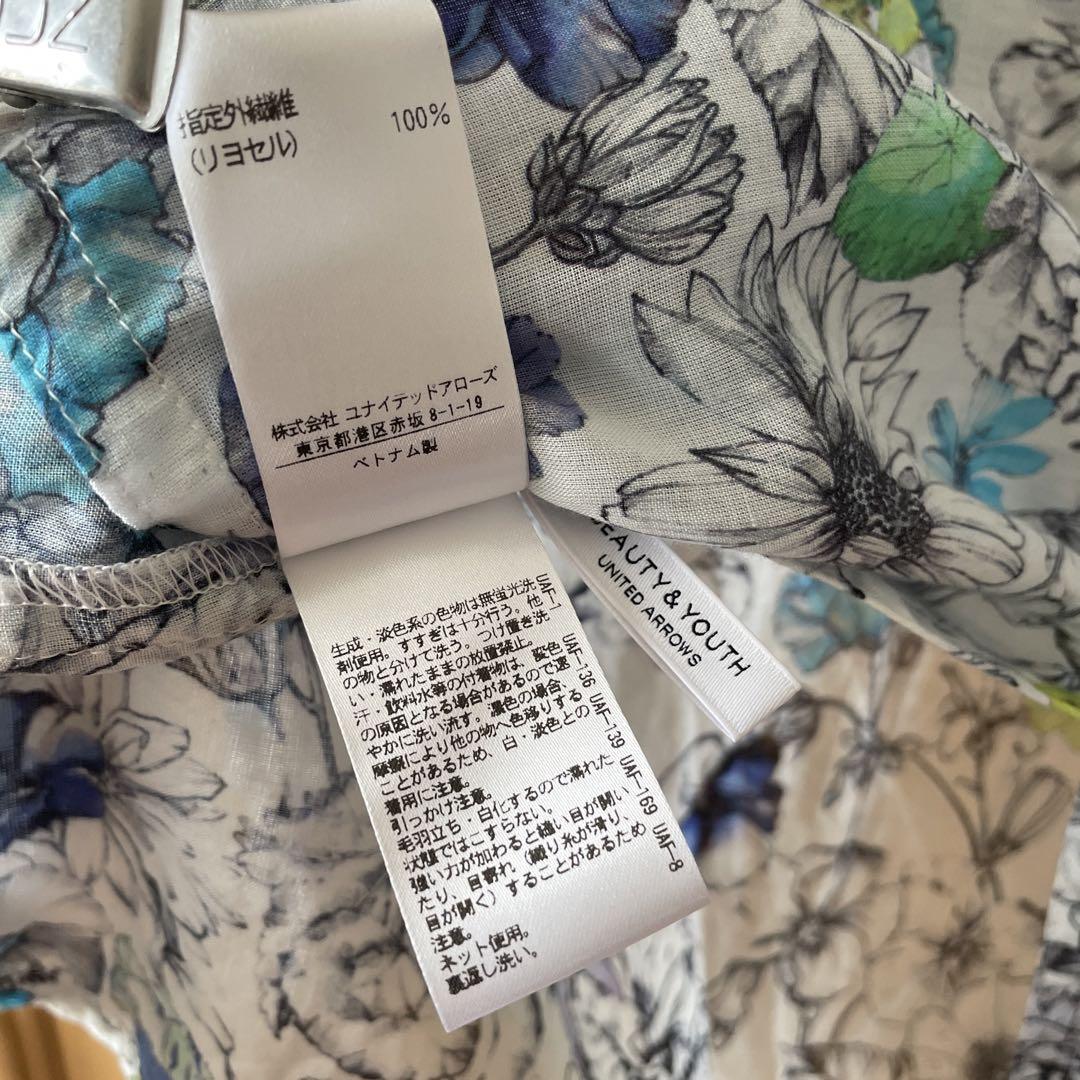 指定外繊維
(リヨセル) 100%
株式会社 ユナイテッドアローズ
東京都港区赤坂 8-1-19
ベトナム製
BEAUTY & YOUTH
UNITED ARROWS
生成・淡色系の色物は無蛍光洗
剤使用。すすぎは十分行う。他
の物と分けて洗う。 つけ置き洗
い・濡れたままの放置禁止。
汗・飲料水等の付着物は、変色
の原因となる場合があるので速
やかに洗い流す。濃色の場合、
摩擦により他の物へ色移りする
ことがあるため、白・淡色との
着用に注意。
引っかけ注意。
毛羽立ち・白化するので濡れた
状態ではこすらない。
強い力が加わると縫い目が開い
たり、目寄れ（織り糸が滑り、
目が開く）することがあるため
注意。
ネット使用。
裏返し洗い。
UAF-1 UAF-136 UAF-139 UAF-169 UAF-8